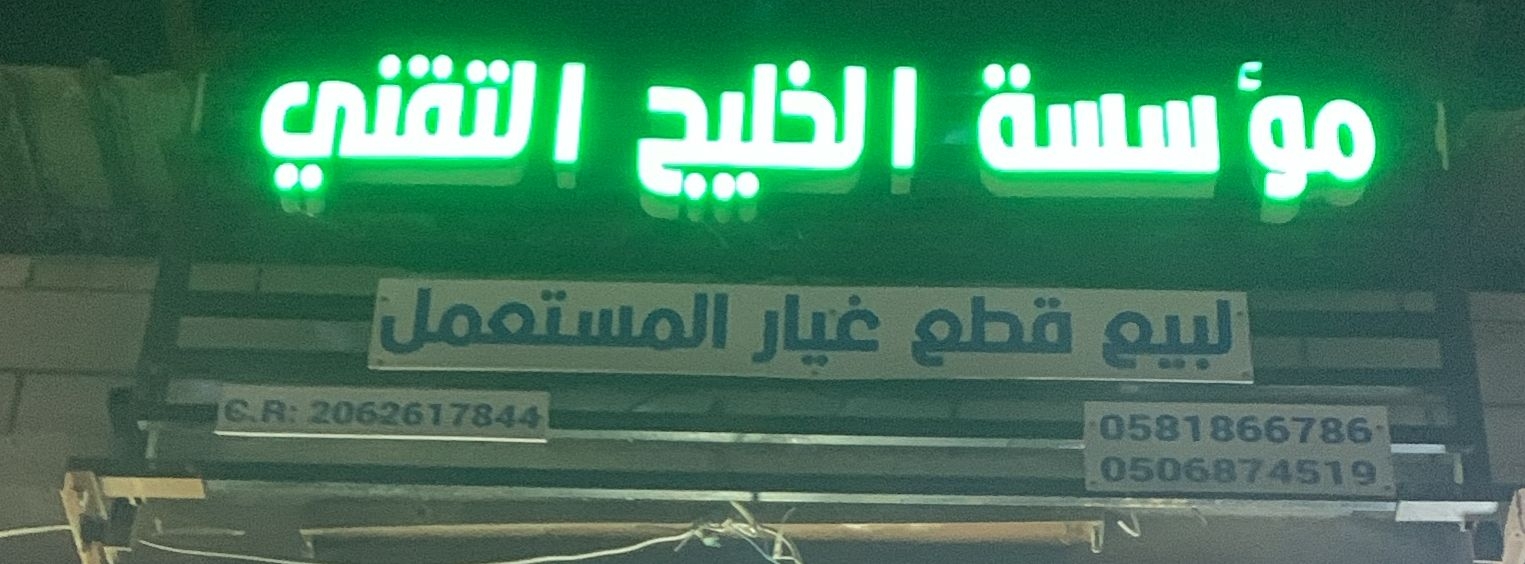 مؤسسة الخليج التقني
لبيع قطع غيار المستعمل
0581866786
0506874519
C.R: 2062617844